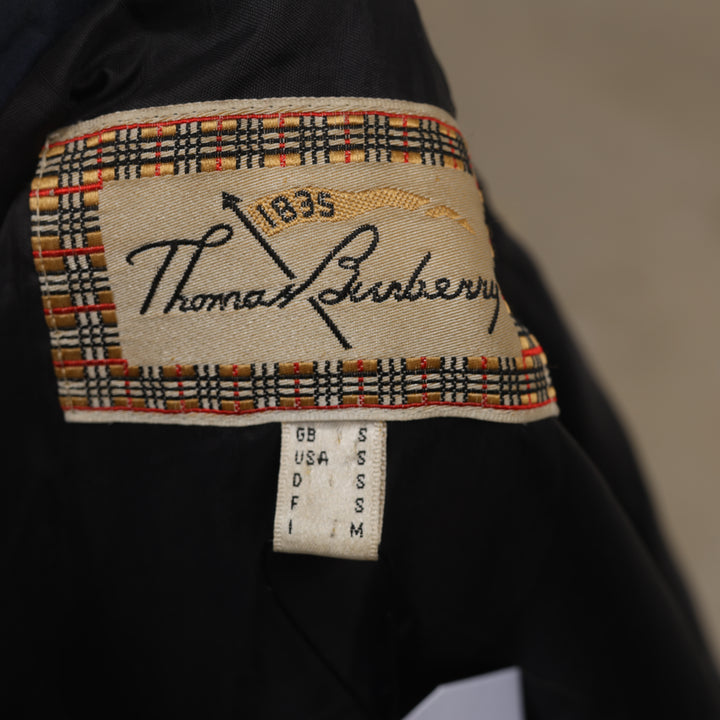 1835
Thomas Burberry
GB S
USA S
D S
F S
I M